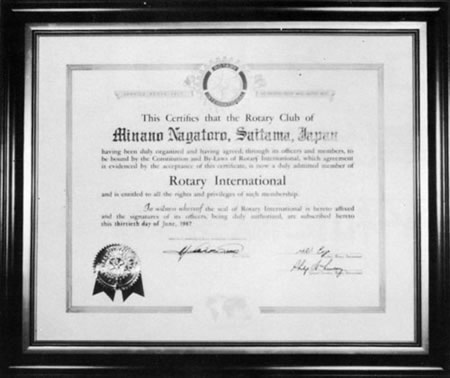 This Certifies that the Rotary Club of
Minano Nagatoro, Saitama, Japan
having been duly organized and having agreed, through its officers and members, to
be bound by the Constitution and By-Laws of Rotary International, which agreement
is evidenced by the acceptance of this certificate, is now a duly admitted member of
Rotary International
and is entitled to all the rights and privileges of such membership.
In witness whereof the seal of Rotary International is hereto affixed
and the signatures of its officers, being duly authorized, are subscribed hereto
this thirtieth day of June, 1987